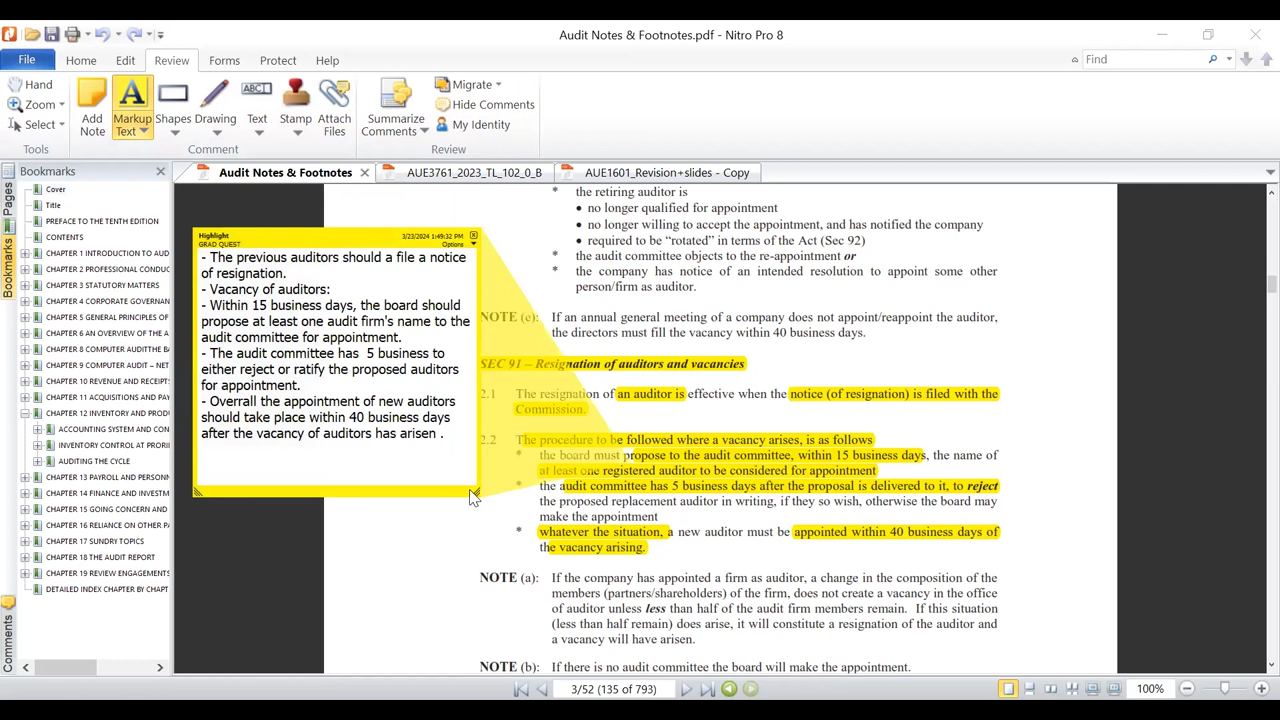 Audit Notes & Footnotes.pdf - Nitro Pro 8
File Home Edit Review Forms Protect Help
Find
Hand
Zoom
Select
Tools
Add Note
Markup Text
Shapes
Drawing
Text
Stamp
Attach Files
Comment
Summarize Comments
Migrate
Hide Comments
My Identity
Review
Pages
Bookmarks
Comments
Bookmarks
Cover
Title
PREFACE TO THE TENTH EDITION
CONTENTS
CHAPTER 1 INTRODUCTION TO AUD
CHAPTER 2 PROFESSIONAL CONDUC
CHAPTER 3 STATUTORY MATTERS
CHAPTER 4 CORPORATE GOVERNAN
CHAPTER 5 GENERAL PRINCIPLES OF
CHAPTER 6 AN OVERVIEW OF THE A
CHAPTER 8 COMPUTER AUDITTHE B
CHAPTER 9 COMPUTER AUDIT – NET
CHAPTER 10 REVENUE AND RECEIPTS
CHAPTER 11 ACQUISITIONS AND PAY
CHAPTER 12 INVENTORY AND PRODU
ACCOUNTING SYSTEM AND CON
INVENTORY CONTROL AT PRORI
AUDITING THE CYCLE
CHAPTER 13 PAYROLL AND PERSONN
CHAPTER 14 FINANCE AND INVESTM
CHAPTER 15 GOING CONCERN AND
CHAPTER 16 RELIANCE ON OTHER PA
CHAPTER 17 SUNDRY TOPICS
CHAPTER 18 THE AUDIT REPORT
CHAPTER 19 REVIEW ENGAGEMENTS
DETAILED INDEX CHAPTER BY CHAPT
Audit Notes & Footnotes
AUE3761_2023_TL_102_0_B
AUE1601_Revision+slides - Copy
Highlight 3/23/2024 1:49:32 PM
GRAD QUEST Options
- The previous auditors should a file a notice
of resignation.
- Vacancy of auditors:
- Within 15 business days, the board should
propose at least one audit firm's name to the
audit committee for appointment.
- The audit committee has 5 business to
either reject or ratify the proposed auditors
for appointment.
- Overrall the appointment of new auditors
should take place within 40 business days
after the vacancy of auditors has arisen .
* the retiring auditor is
• no longer qualified for appointment
• no longer willing to accept the appointment, and has notified the company
• required to be “rotated” in terms of the Act (Sec 92)
* the audit committee objects to the re-appointment or
* the company has notice of an intended resolution to appoint some other
person/firm as auditor.
NOTE (e): If an annual general meeting of a company does not appoint/reappoint the auditor,
the directors must fill the vacancy within 40 business days.
SEC 91 – Resignation of auditors and vacancies
2.1 The resignation of an auditor is effective when the notice (of resignation) is filed with the
Commission.
2.2 The procedure to be followed where a vacancy arises, is as follows
* the board must propose to the audit committee, within 15 business days, the name of
at least one registered auditor to be considered for appointment
* the audit committee has 5 business days after the proposal is delivered to it, to reject
the proposed replacement auditor in writing, if they so wish, otherwise the board may
make the appointment
* whatever the situation, a new auditor must be appointed within 40 business days of
the vacancy arising.
NOTE (a): If the company has appointed a firm as auditor, a change in the composition of the
members (partners/shareholders) of the firm, does not create a vacancy in the office
of auditor unless less than half of the audit firm members remain. If this situation
(less than half remain) does arise, it will constitute a resignation of the auditor and
a vacancy will have arisen.
NOTE (b): If there is no audit committee the board will make the appointment.
3/52 (135 of 793)
100%